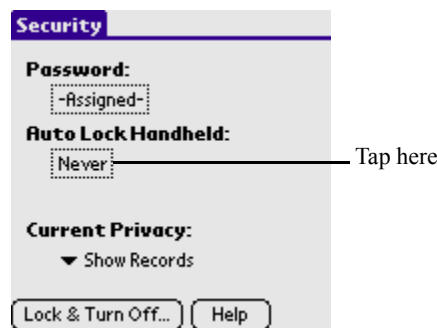 Security
Password:
-Assigned-
Auto Lock Handheld:
Never
Tap here
Current Privacy:
Show Records
Lock & Turn Off...
Help